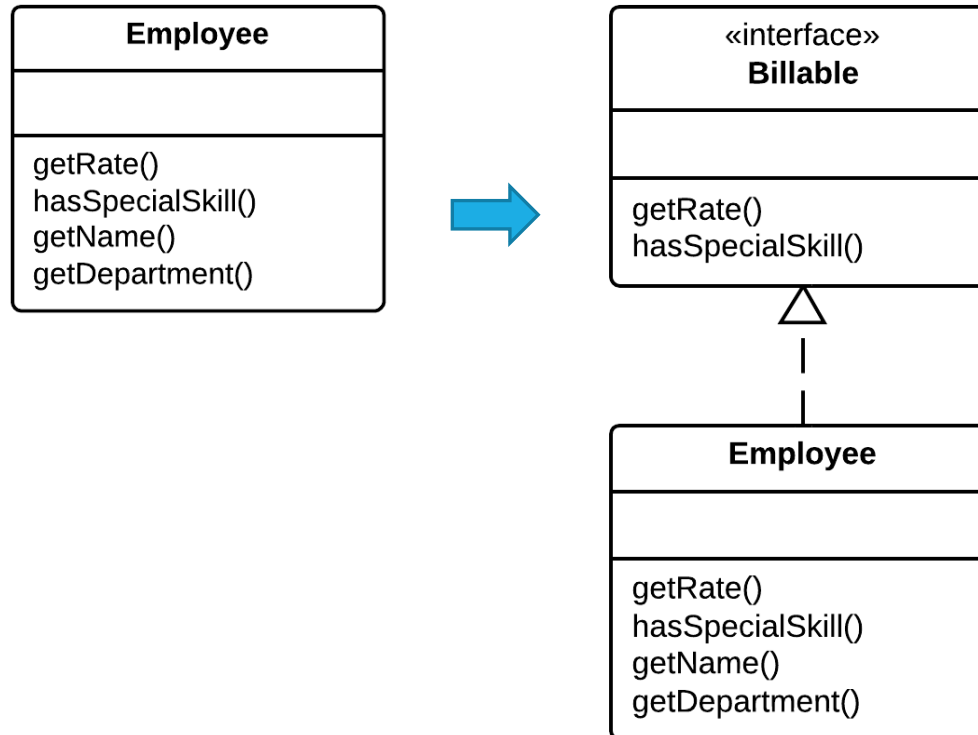 Employee
getRate()
hasSpecialSkill()
getName()
getDepartment()
«interface»
Billable
getRate()
hasSpecialSkill()
Employee
getRate()
hasSpecialSkill()
getName()
getDepartment()